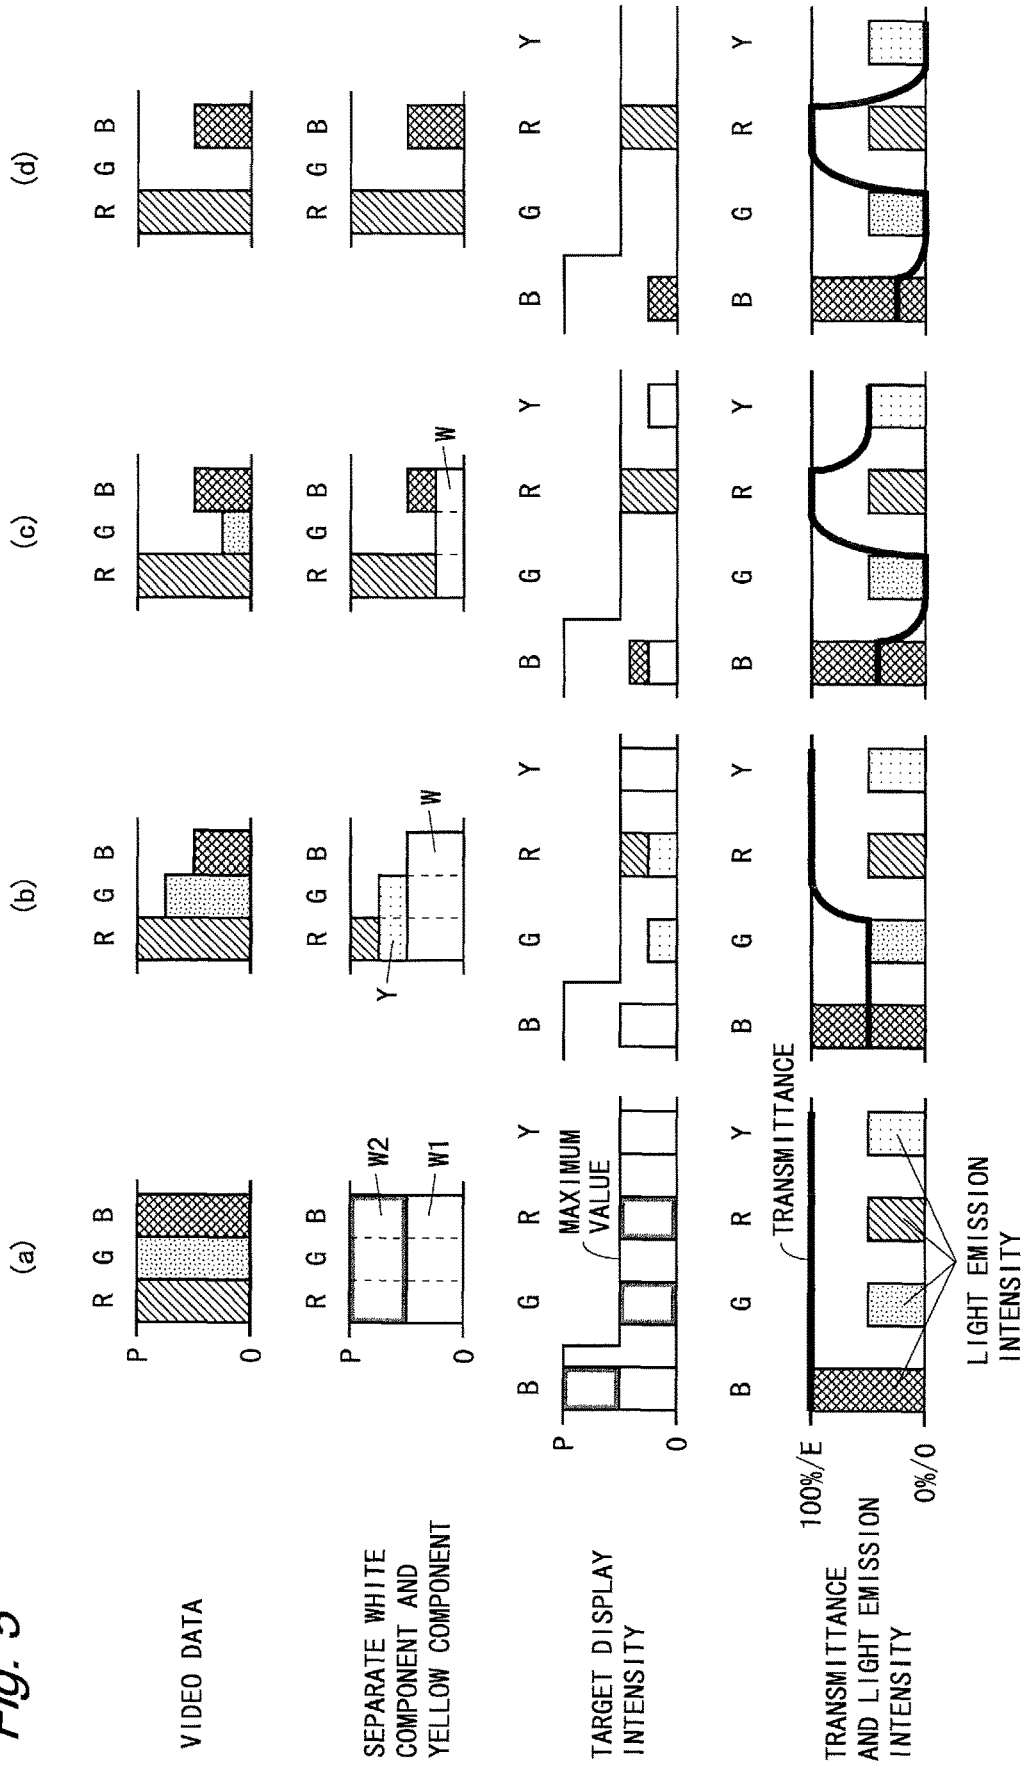 Fig. 5
(a) (b) (c) (d)
VIDEO DATA
R G B R G B R G B R G B
P
0
SEPARATE WHITE
COMPONENT AND
YELLOW COMPONENT
R G B R G B R G B R G B
P
0
W2
W1
Y
W
W
TARGET DISPLAY
INTENSITY
B G R Y B G R Y B G R Y B G R Y
P
0
MAXIMUM
VALUE
TRANSMITTANCE
AND LIGHT EMISSION
INTENSITY
B G R Y B G R Y B G R Y B G R Y
100%/E
0%/0
TRANSMITTANCE
LIGHT EMISSION
INTENSITY